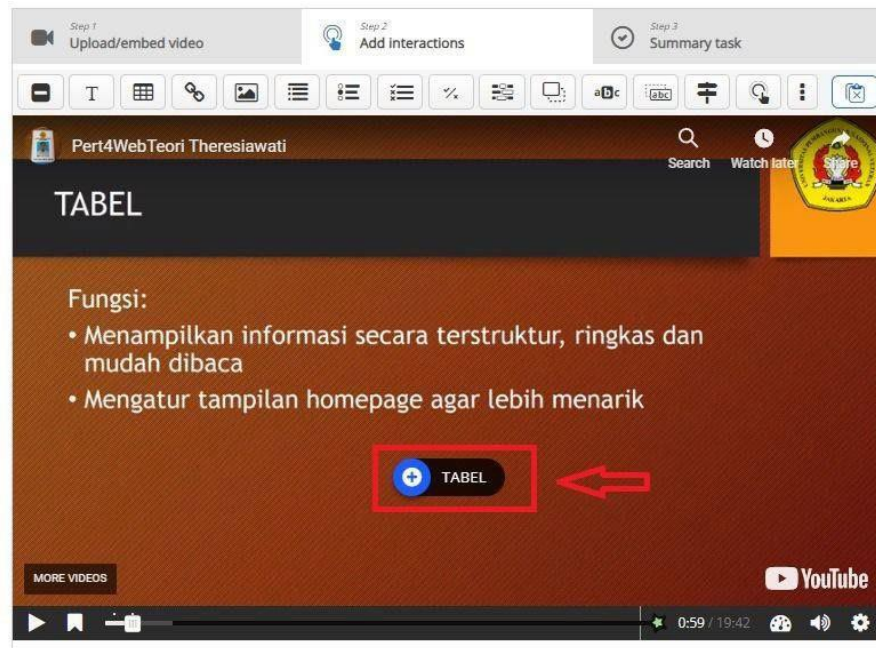 Step 1
Upload/embed video
Step 2
Add interactions
Step 3
Summary task
T
abc
abc
Pert4WebTeori Theresiawati
Search
Watch later
Share
TABEL
JAKARTA
Fungsi:
• Menampilkan informasi secara terstruktur, ringkas dan
mudah dibaca
• Mengatur tampilan homepage agar lebih menarik
TABEL
MORE VIDEOS
YouTube
0:59 / 19:42